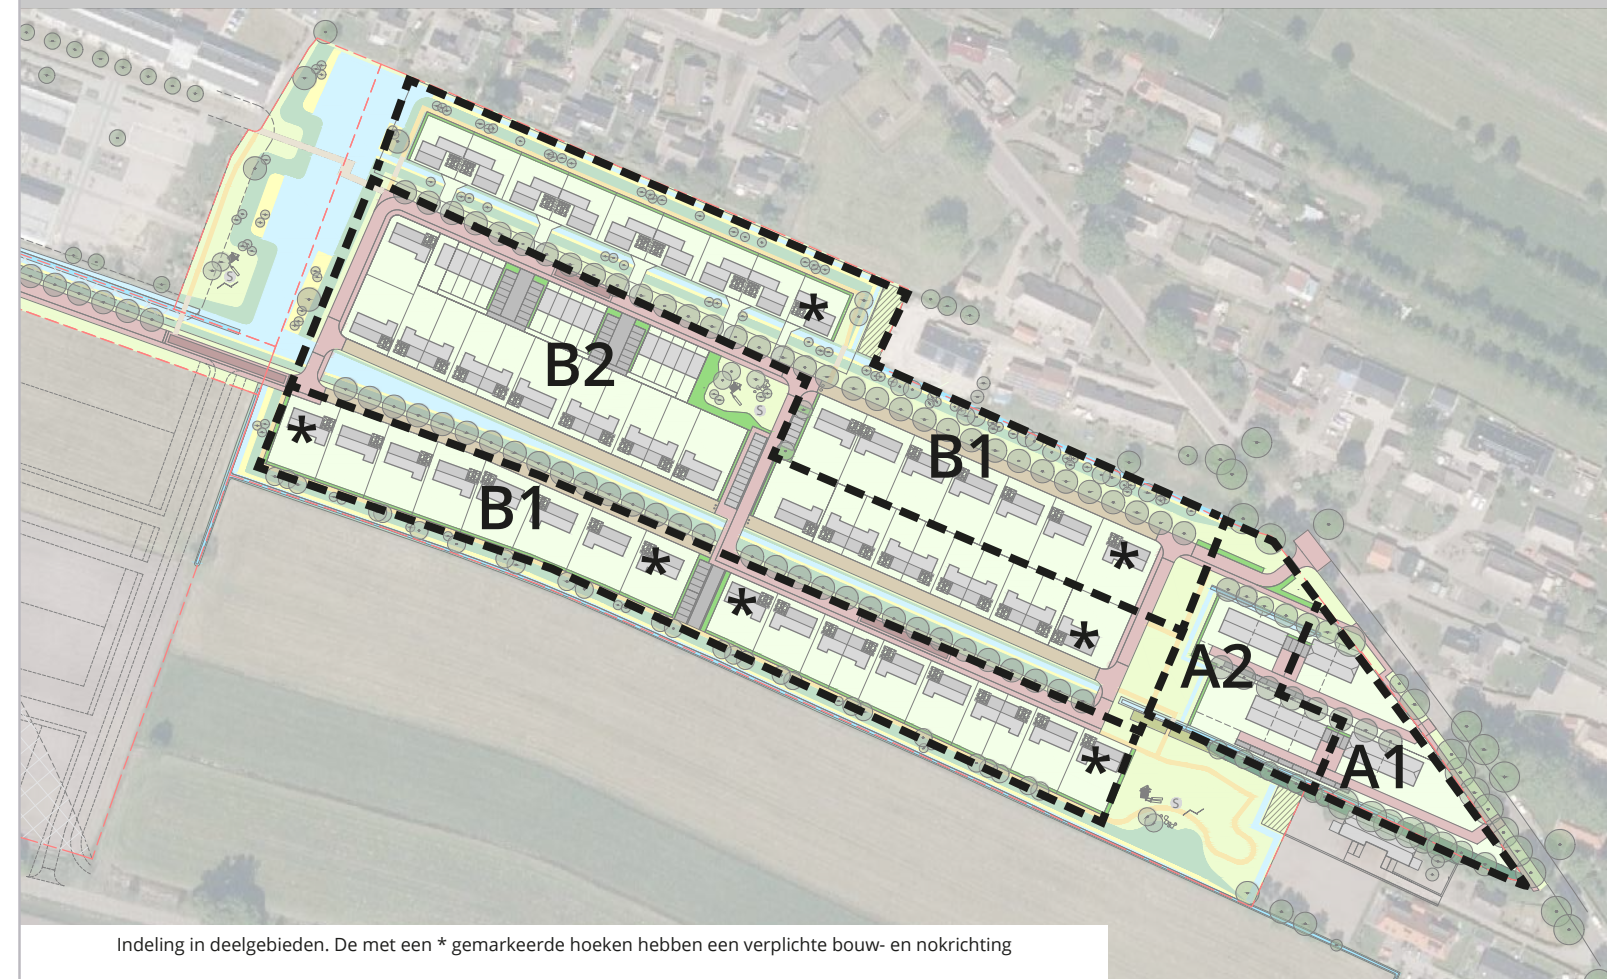 *
B2
*
B1
B1
*
*
*
*
A2
*
A1
S
S
S
Indeling in deelgebieden. De met een * gemarkeerde hoeken hebben een verplichte bouw- en nokrichting